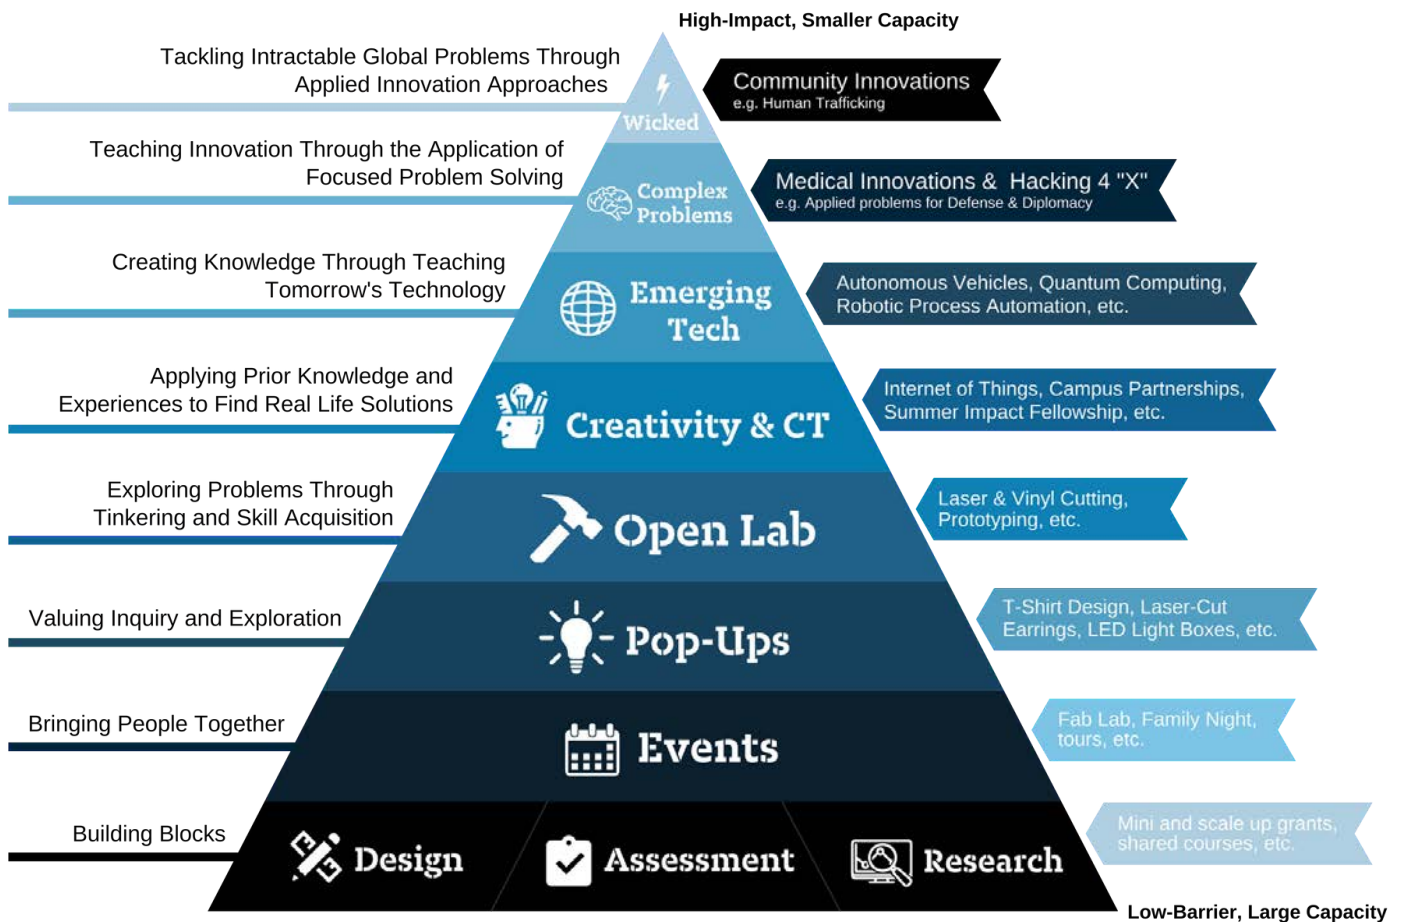 High-Impact, Smaller Capacity
Tackling Intractable Global Problems Through
Applied Innovation Approaches
Wicked
Community Innovations
e.g. Human Trafficking
Teaching Innovation Through the Application of
Focused Problem Solving
Complex
Problems
Medical Innovations & Hacking 4 "X"
e.g. Applied problems for Defense & Diplomacy
Creating Knowledge Through Teaching
Tomorrow's Technology
Emerging
Tech
Autonomous Vehicles, Quantum Computing,
Robotic Process Automation, etc.
Applying Prior Knowledge and
Experiences to Find Real Life Solutions
Creativity & CT
Internet of Things, Campus Partnerships,
Summer Impact Fellowship, etc.
Exploring Problems Through
Tinkering and Skill Acquisition
Open Lab
Laser & Vinyl Cutting,
Prototyping, etc.
Valuing Inquiry and Exploration
Pop-Ups
T-Shirt Design, Laser-Cut
Earrings, LED Light Boxes, etc.
Bringing People Together
Events
Fab Lab, Family Night,
tours, etc.
Building Blocks
Design
Assessment
Research
Mini and scale up grants,
shared courses, etc.
Low-Barrier, Large Capacity